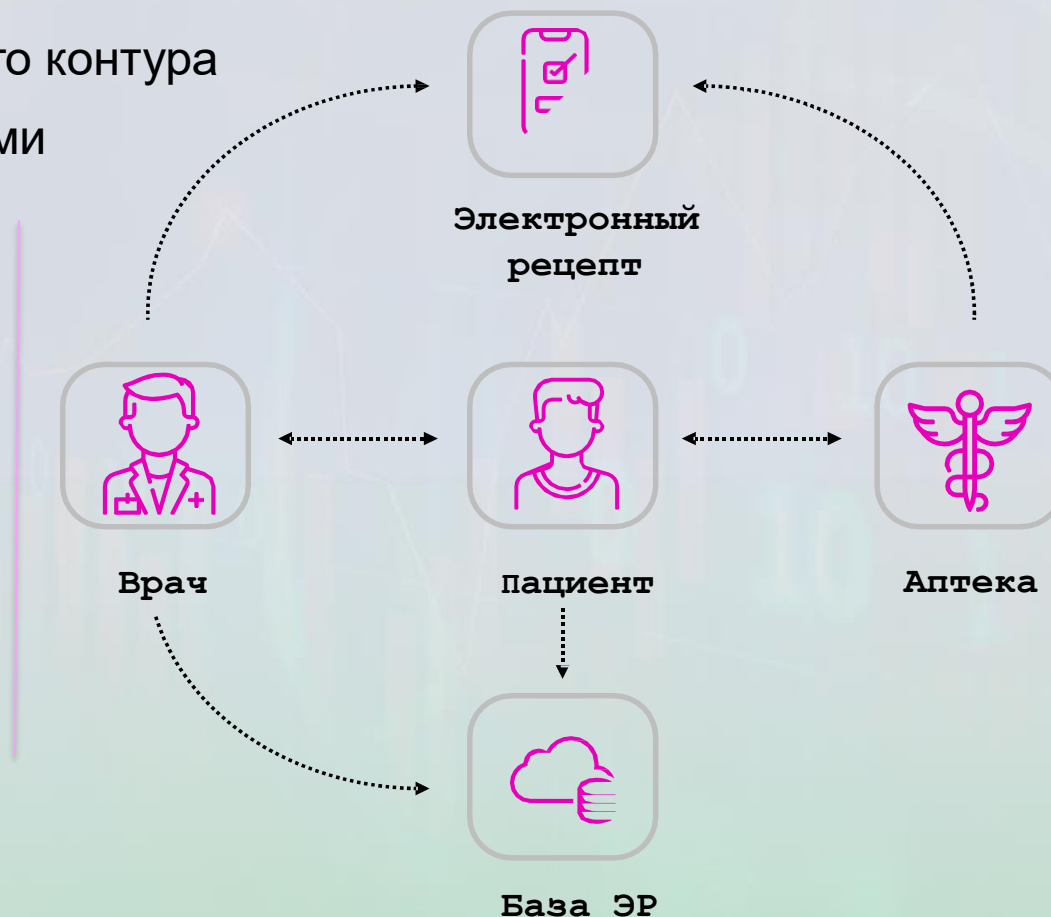 го контура
ми
Электронный
рецепт
Врач
Пациент
Аптека
База ЭР